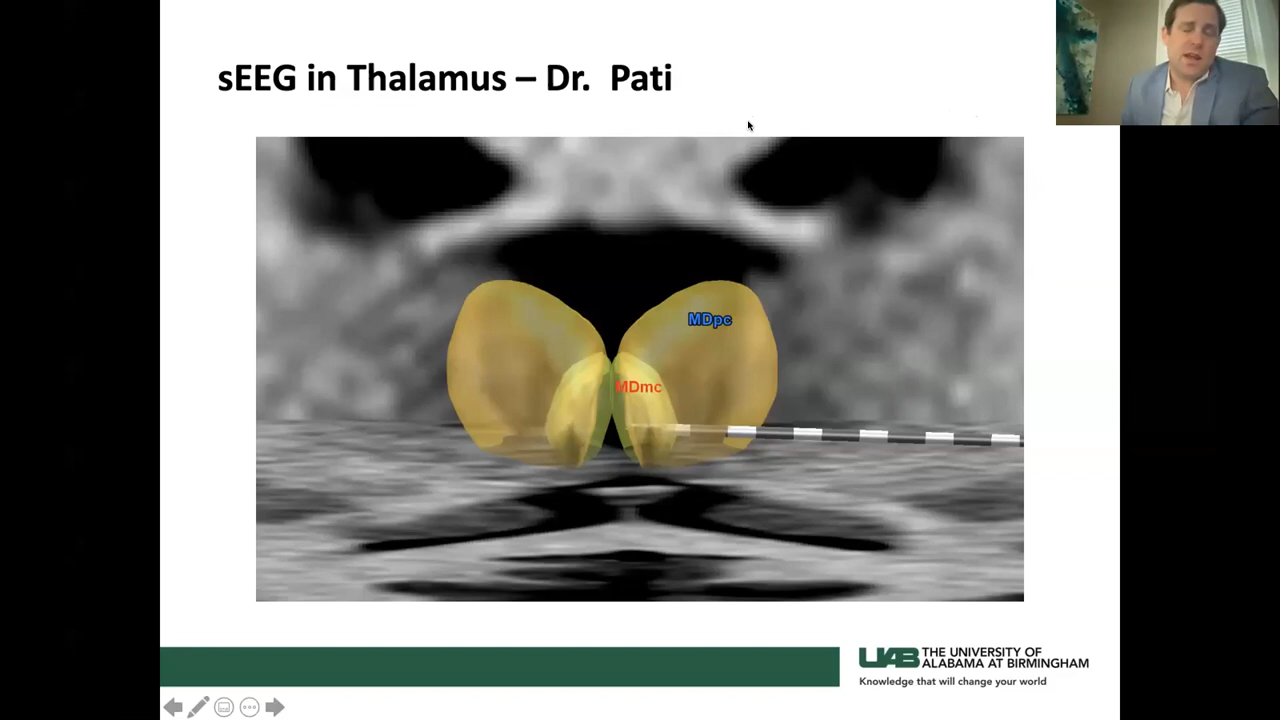 sEEG in Thalamus – Dr.  Pati
MDpc
MDmc
UAB THE UNIVERSITY OF
ALABAMA AT BIRMINGHAM
Knowledge that will change your world